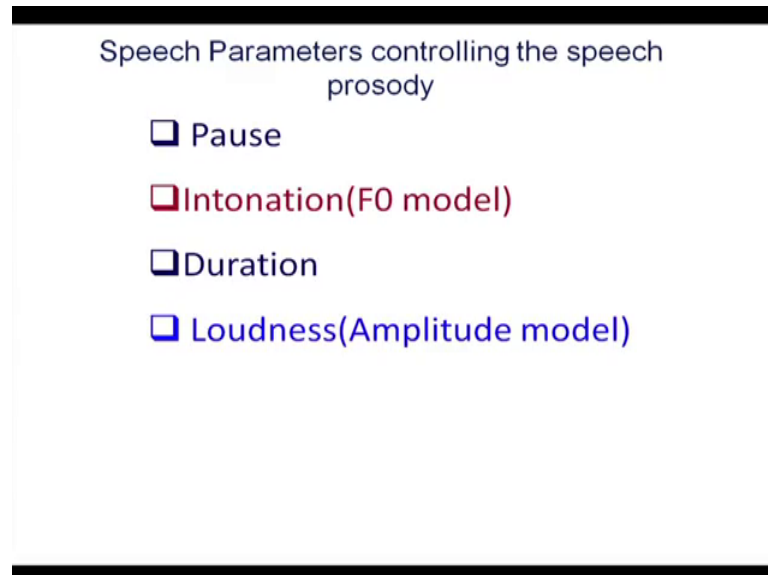 Speech Parameters controlling the speech
prosody
Pause
Intonation(F0 model)
Duration
Loudness(Amplitude model)